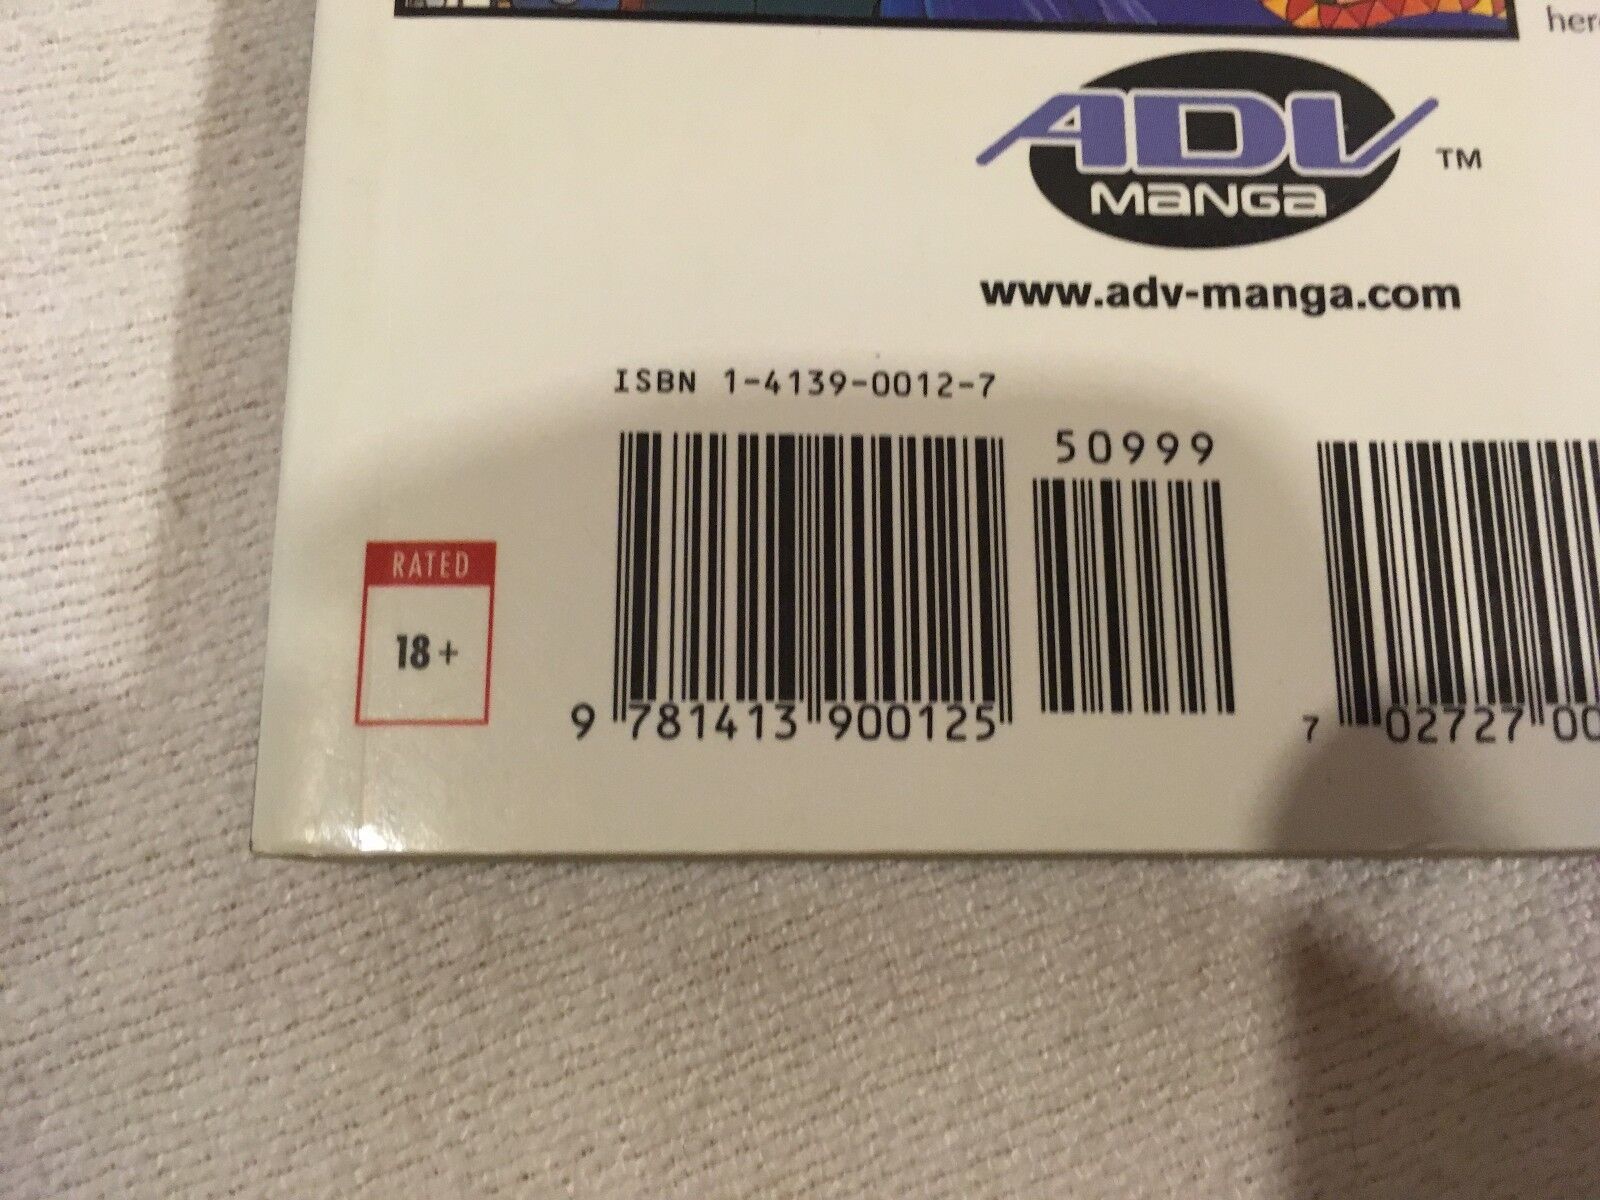 ADV
MANGA
TM
www.adv-manga.com
ISBN 1-4139-0012-7
50999
RATED
18+
9 781413 900125
7 02727 00